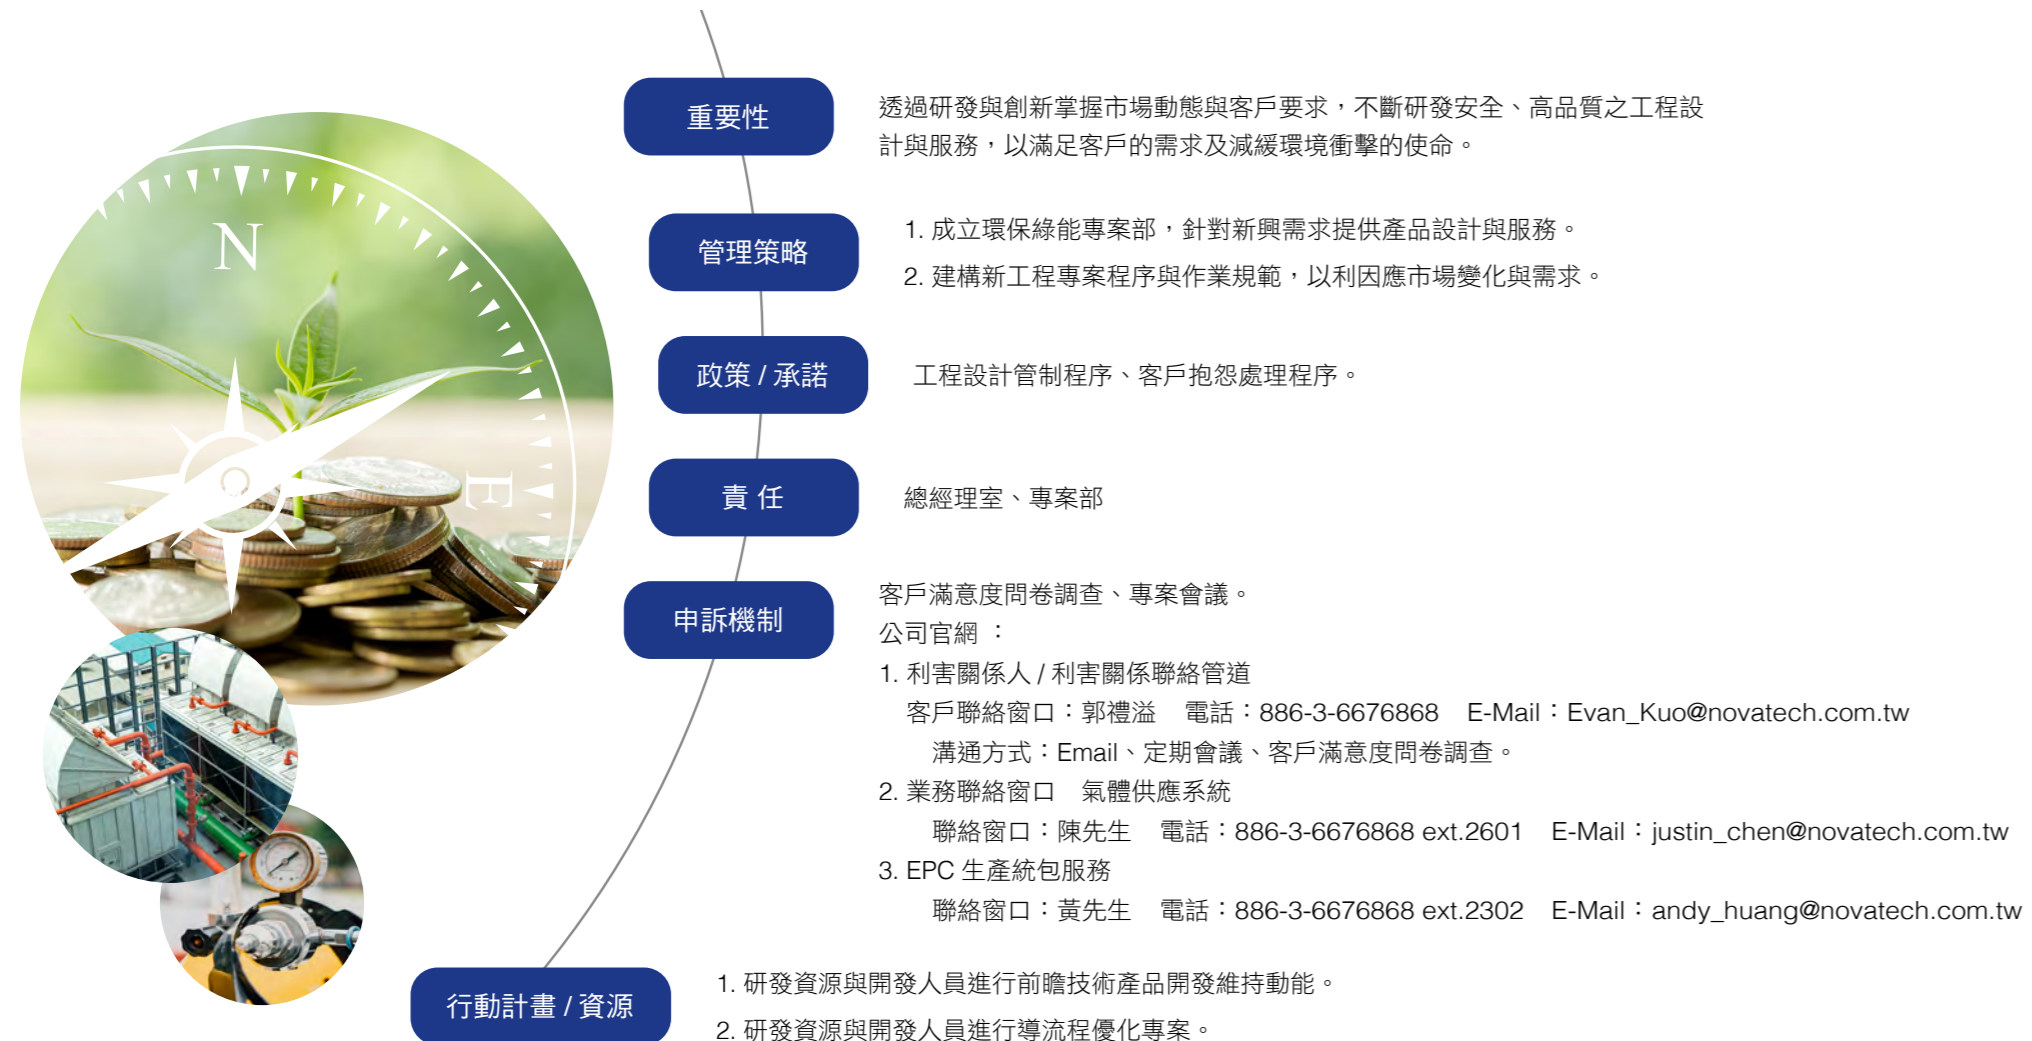 N
E
重要性
透過研發與創新掌握市場動態與客戶要求，不斷研發安全、高品質之工程設
計與服務，以滿足客戶的需求及減緩環境衝擊的使命。
管理策略
1. 成立環保綠能專案部，針對新興需求提供產品設計與服務。
2. 建構新工程專案程序與作業規範，以利因應市場變化與需求。
政策 / 承諾
工程設計管制程序、客戶抱怨處理程序。
責 任
總經理室、專案部
申訴機制
客戶滿意度問卷調查、專案會議。
公司官網 ：
1. 利害關係人 / 利害關係聯絡管道
客戶聯絡窗口：郭禮溢　電話：886-3-6676868　E-Mail：Evan_Kuo@novatech.com.tw
溝通方式：Email、定期會議、客戶滿意度問卷調查。
2. 業務聯絡窗口　氣體供應系統
聯絡窗口：陳先生　電話：886-3-6676868 ext.2601　E-Mail：justin_chen@novatech.com.tw
3. EPC 生產統包服務
聯絡窗口：黃先生　電話：886-3-6676868 ext.2302　E-Mail：andy_huang@novatech.com.tw
行動計畫 / 資源
1. 研發資源與開發人員進行前瞻技術產品開發維持動能。
2. 研發資源與開發人員進行導流程優化專案。